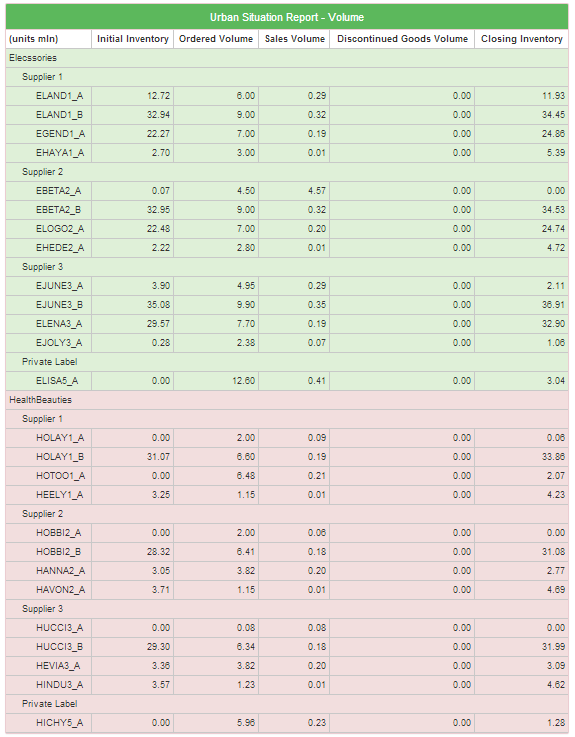 Urban Situation Report - Volume
(units mln) Initial Inventory Ordered Volume Sales Volume Discontinued Goods Volume Closing Inventory
Elecssories
Supplier 1
ELAND1_A 12.72 6.00 0.29 0.00 11.93
ELAND1_B 32.94 9.00 0.32 0.00 34.45
EGEND1_A 22.27 7.00 0.19 0.00 24.86
EHAYA1_A 2.70 3.00 0.01 0.00 5.39
Supplier 2
EBETA2_A 0.07 4.50 4.57 0.00 0.00
EBETA2_B 32.95 9.00 0.32 0.00 34.53
ELOGO2_A 22.48 7.00 0.20 0.00 24.74
EHEDE2_A 2.22 2.80 0.01 0.00 4.72
Supplier 3
EJUNE3_A 3.90 4.95 0.29 0.00 2.11
EJUNE3_B 35.08 9.90 0.35 0.00 36.91
ELENA3_A 29.57 7.70 0.19 0.00 32.90
EJOLY3_A 0.28 2.38 0.07 0.00 1.06
Private Label
ELISA5_A 0.00 12.60 0.41 0.00 3.04
HealthBeauties
Supplier 1
HOLAY1_A 0.00 2.00 0.09 0.00 0.06
HOLAY1_B 31.07 6.60 0.19 0.00 33.86
HOTOO1_A 0.00 6.48 0.21 0.00 2.07
HEELY1_A 3.25 1.15 0.01 0.00 4.23
Supplier 2
HOBBI2_A 0.00 2.00 0.06 0.00 0.00
HOBBI2_B 28.32 6.41 0.18 0.00 31.08
HANNA2_A 3.05 3.82 0.20 0.00 2.77
HAVON2_A 3.71 1.15 0.01 0.00 4.69
Supplier 3
HUCCI3_A 0.00 0.08 0.08 0.00 0.00
HUCCI3_B 29.30 6.34 0.18 0.00 31.99
HEVIA3_A 3.36 3.82 0.20 0.00 3.09
HINDU3_A 3.57 1.23 0.01 0.00 4.62
Private Label
HICHY5_A 0.00 5.96 0.23 0.00 1.28